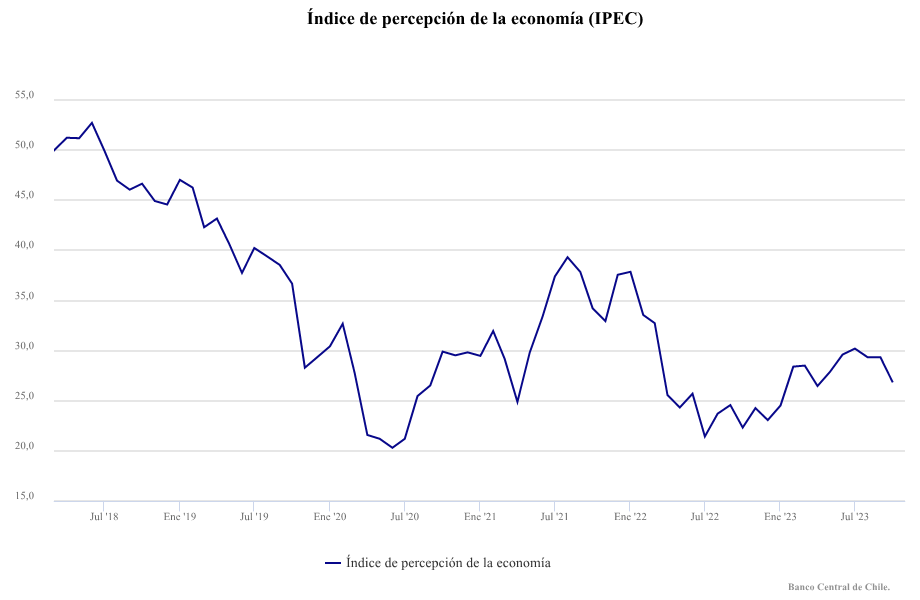 Índice de percepción de la economía (IPEC)
55,0
50,0
45,0
40,0
35,0
30,0
25,0
20,0
15,0
Jul '18 Ene '19 Jul '19 Ene '20 Jul '20 Ene '21 Jul '21 Ene '22 Jul '22 Ene '23 Jul '23
Índice de percepción de la economía
Banco Central de Chile.